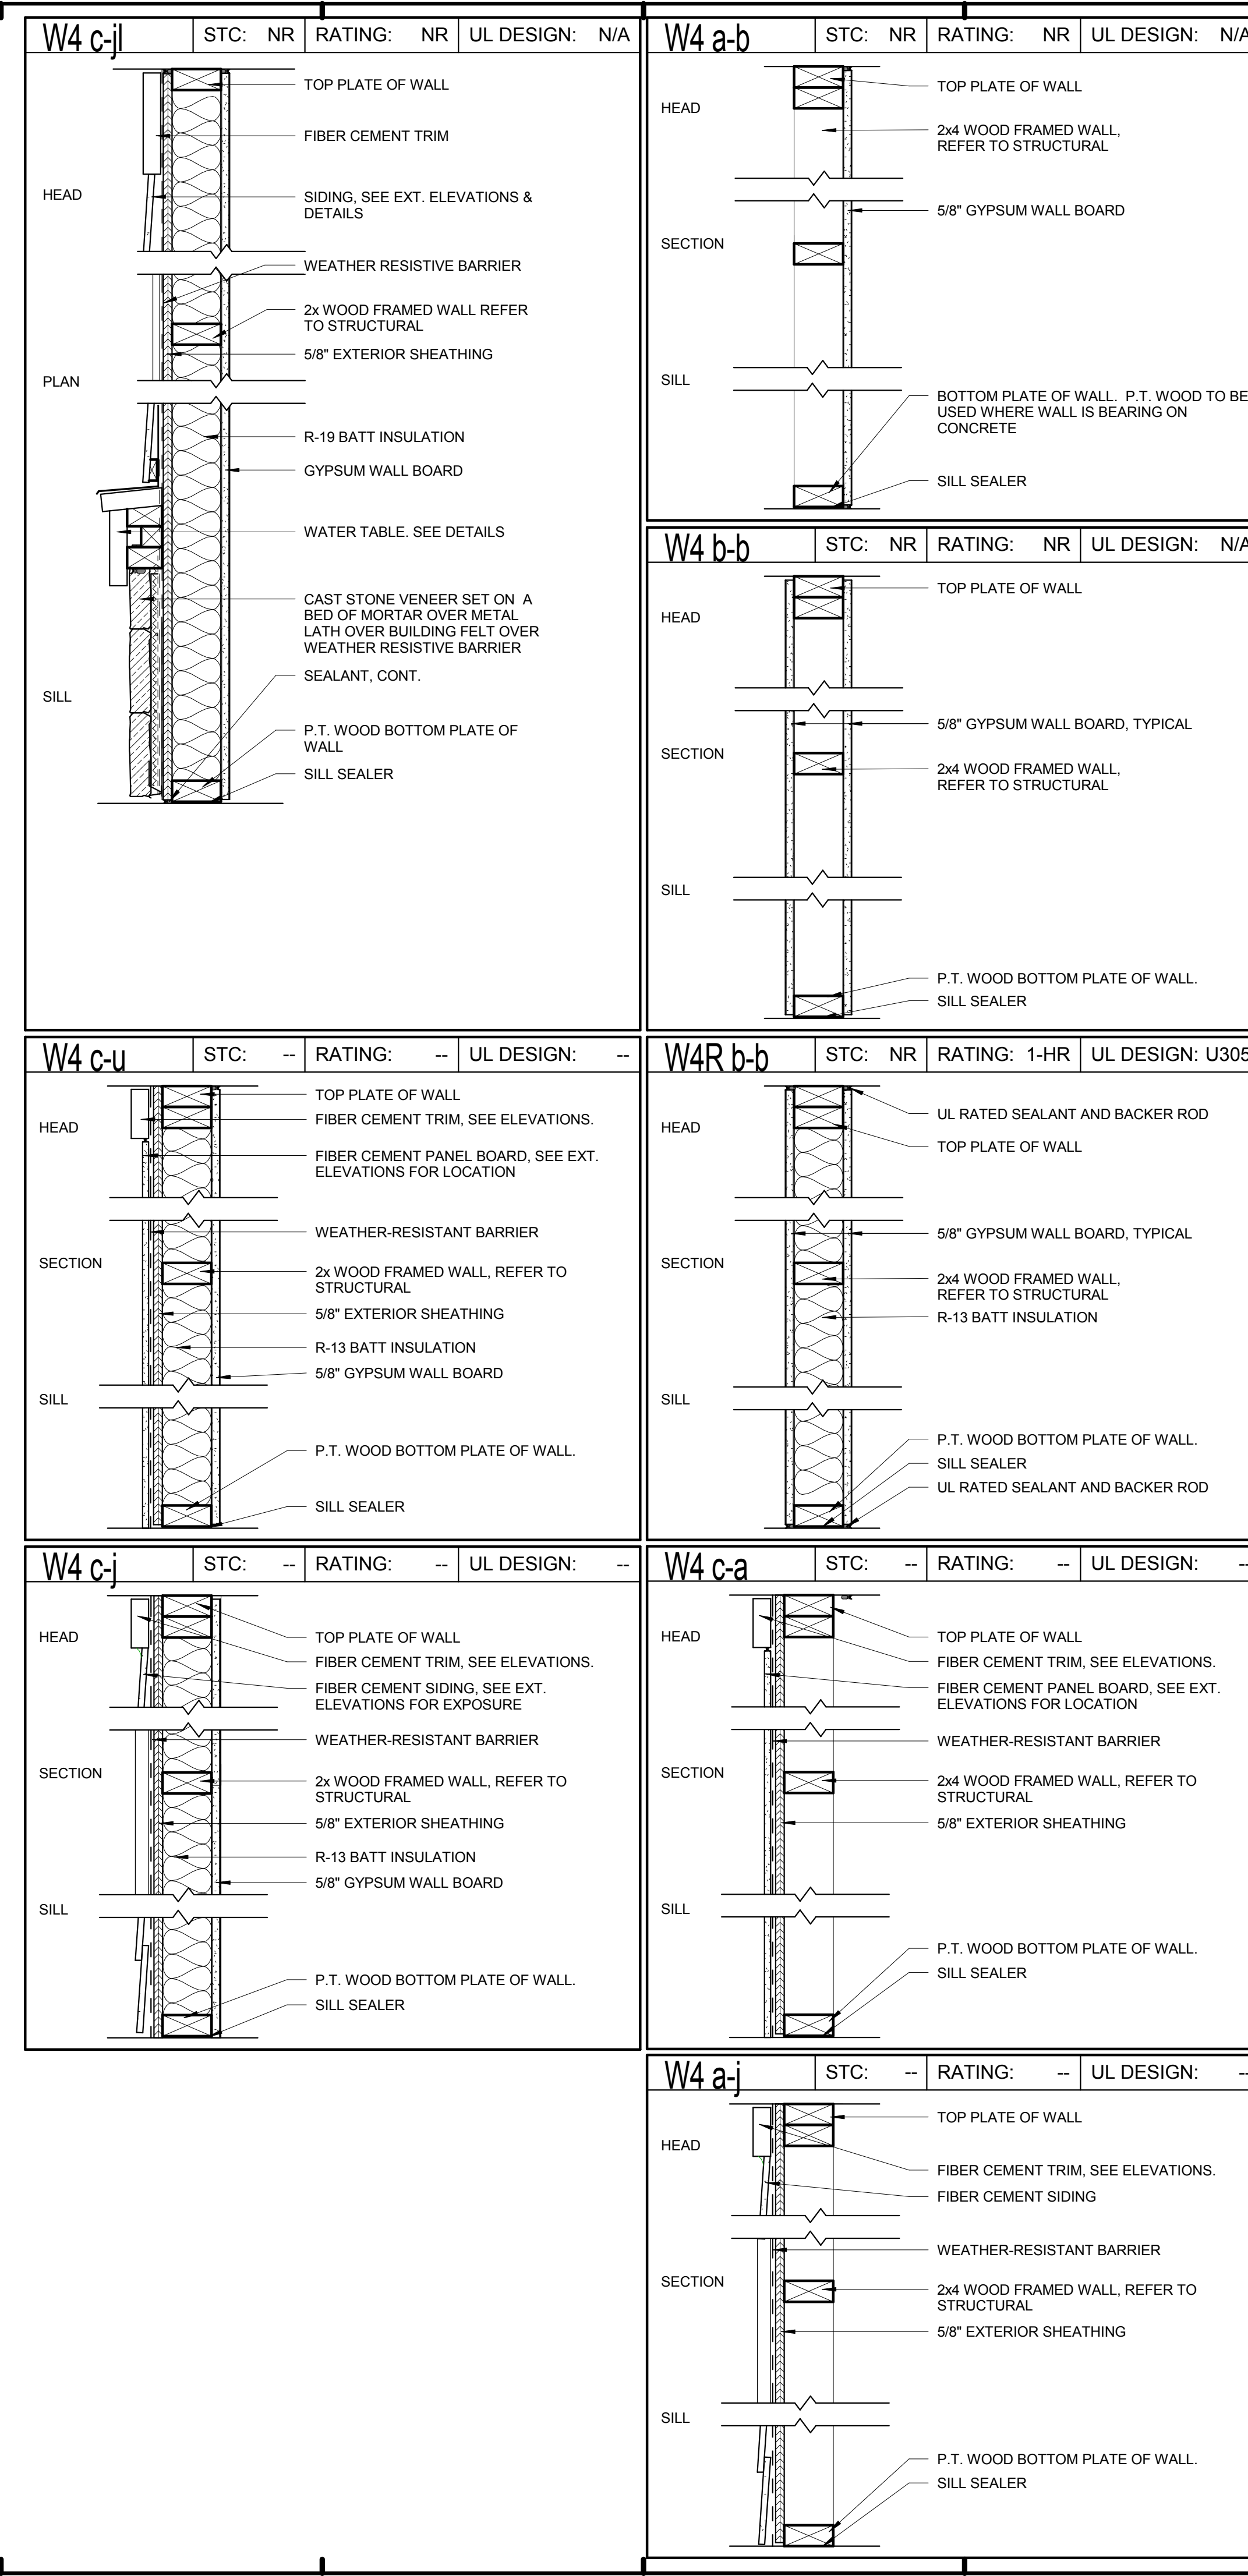 W4 c-jl STC: NR RATING: NR UL DESIGN: N/A
TOP PLATE OF WALL
FIBER CEMENT TRIM
HEAD
SIDING, SEE EXT. ELEVATIONS &
DETAILS
WEATHER RESISTIVE BARRIER
2x WOOD FRAMED WALL REFER
TO STRUCTURAL
5/8" EXTERIOR SHEATHING
PLAN
R-19 BATT INSULATION
GYPSUM WALL BOARD
WATER TABLE. SEE DETAILS
CAST STONE VENEER SET ON A
BED OF MORTAR OVER METAL
LATH OVER BUILDING FELT OVER
WEATHER RESISTIVE BARRIER
SEALANT, CONT.
SILL
P.T. WOOD BOTTOM PLATE OF
WALL
SILL SEALER
W4 c-u STC: -- RATING: -- UL DESIGN: --
TOP PLATE OF WALL
FIBER CEMENT TRIM, SEE ELEVATIONS.
HEAD
FIBER CEMENT PANEL BOARD, SEE EXT.
ELEVATIONS FOR LOCATION
WEATHER-RESISTANT BARRIER
SECTION
2x WOOD FRAMED WALL, REFER TO
STRUCTURAL
5/8" EXTERIOR SHEATHING
R-13 BATT INSULATION
5/8" GYPSUM WALL BOARD
SILL
P.T. WOOD BOTTOM PLATE OF WALL.
SILL SEALER
W4 c-j STC: -- RATING: -- UL DESIGN: --
HEAD
TOP PLATE OF WALL
FIBER CEMENT TRIM, SEE ELEVATIONS.
FIBER CEMENT SIDING, SEE EXT.
ELEVATIONS FOR EXPOSURE
WEATHER-RESISTANT BARRIER
SECTION
2x WOOD FRAMED WALL, REFER TO
STRUCTURAL
5/8" EXTERIOR SHEATHING
R-13 BATT INSULATION
5/8" GYPSUM WALL BOARD
SILL
P.T. WOOD BOTTOM PLATE OF WALL.
SILL SEALER
W4 a-b STC: NR RATING: NR UL DESIGN: N/A
TOP PLATE OF WALL
HEAD
2x4 WOOD FRAMED WALL,
REFER TO STRUCTURAL
5/8" GYPSUM WALL BOARD
SECTION
SILL
BOTTOM PLATE OF WALL. P.T. WOOD TO BE
USED WHERE WALL IS BEARING ON
CONCRETE
SILL SEALER
W4 b-b STC: NR RATING: NR UL DESIGN: N/A
TOP PLATE OF WALL
HEAD
5/8" GYPSUM WALL BOARD, TYPICAL
SECTION
2x4 WOOD FRAMED WALL,
REFER TO STRUCTURAL
SILL
P.T. WOOD BOTTOM PLATE OF WALL.
SILL SEALER
W4R b-b STC: NR RATING: 1-HR UL DESIGN: U305
UL RATED SEALANT AND BACKER ROD
HEAD
TOP PLATE OF WALL
5/8" GYPSUM WALL BOARD, TYPICAL
SECTION
2x4 WOOD FRAMED WALL,
REFER TO STRUCTURAL
R-13 BATT INSULATION
SILL
P.T. WOOD BOTTOM PLATE OF WALL.
SILL SEALER
UL RATED SEALANT AND BACKER ROD
W4 c-a STC: -- RATING: -- UL DESIGN: --
HEAD
TOP PLATE OF WALL
FIBER CEMENT TRIM, SEE ELEVATIONS.
FIBER CEMENT PANEL BOARD, SEE EXT.
ELEVATIONS FOR LOCATION
WEATHER-RESISTANT BARRIER
SECTION
2x4 WOOD FRAMED WALL, REFER TO
STRUCTURAL
5/8" EXTERIOR SHEATHING
SILL
P.T. WOOD BOTTOM PLATE OF WALL.
SILL SEALER
W4 a-j STC: -- RATING: -- UL DESIGN: --
TOP PLATE OF WALL
HEAD
FIBER CEMENT TRIM, SEE ELEVATIONS.
FIBER CEMENT SIDING
WEATHER-RESISTANT BARRIER
SECTION
2x4 WOOD FRAMED WALL, REFER TO
STRUCTURAL
5/8" EXTERIOR SHEATHING
SILL
P.T. WOOD BOTTOM PLATE OF WALL.
SILL SEALER